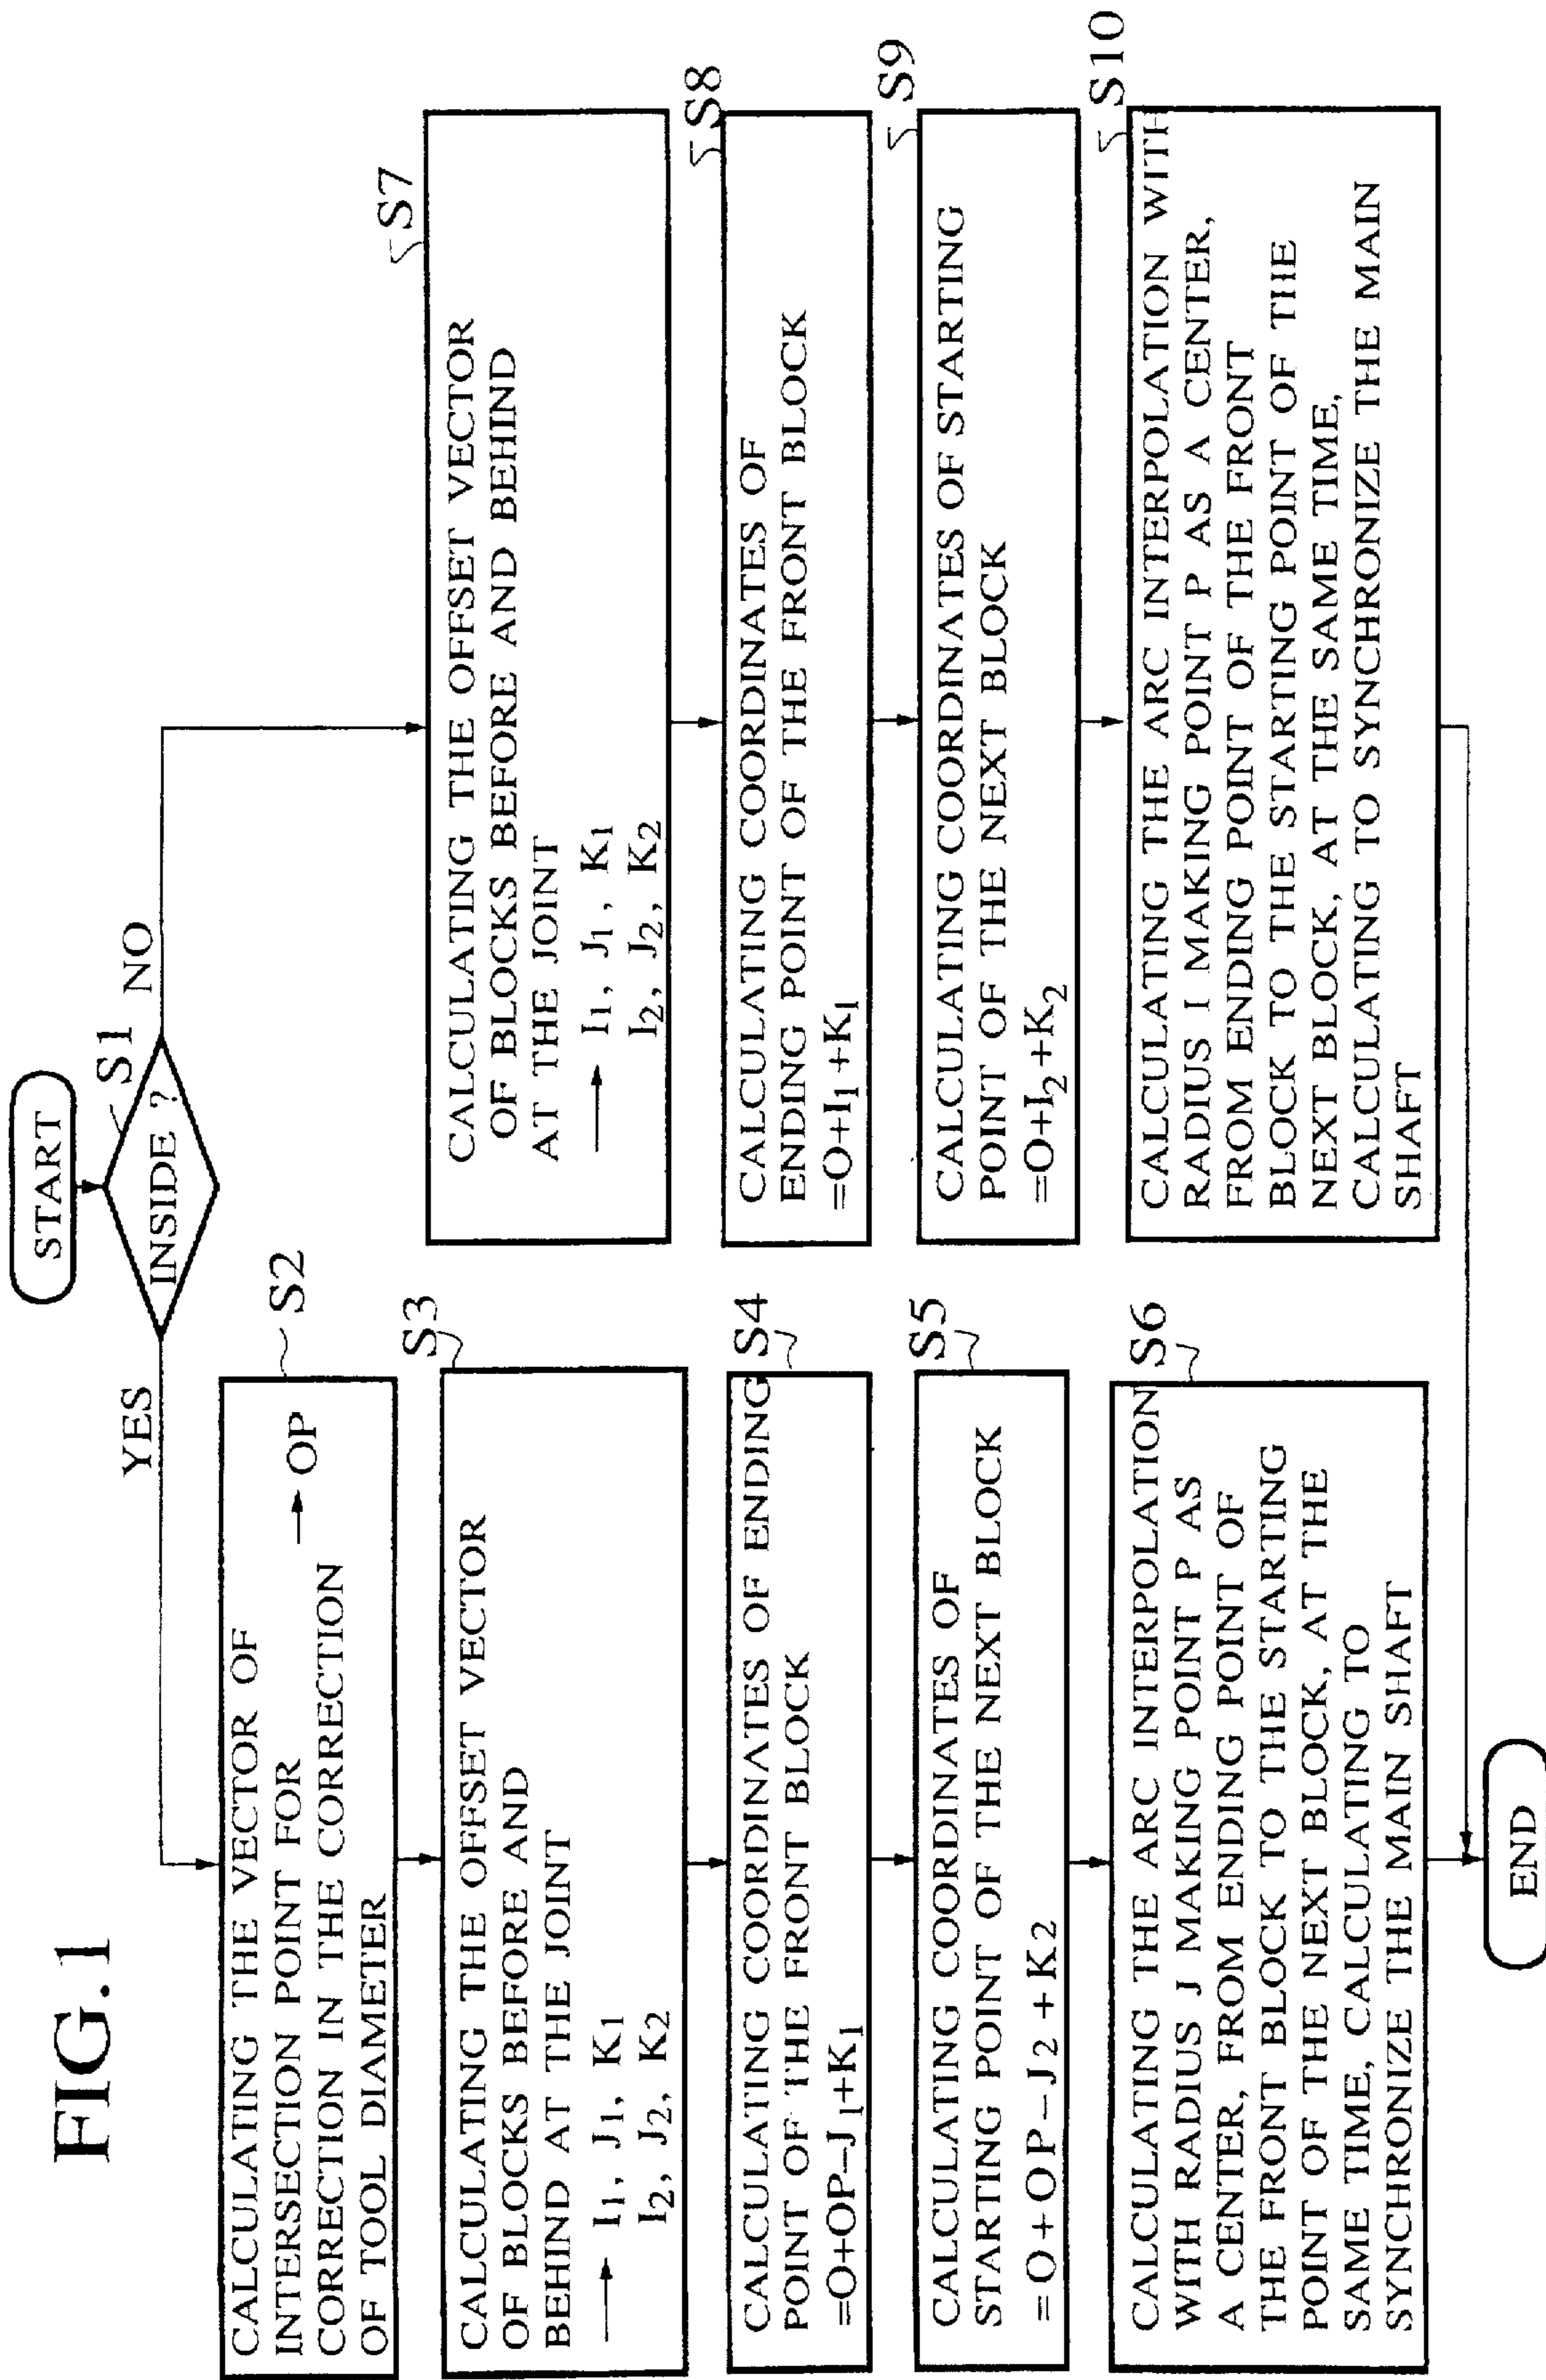 FIG.1
START
S1
INSIDE ?
YES
NO
S2
CALCULATING THE VECTOR OF
INTERSECTION POINT FOR
CORRECTION IN THE CORRECTION → OP
OF TOOL DIAMETER
S3
CALCULATING THE OFFSET VECTOR
OF BLOCKS BEFORE AND
BEHIND AT THE JOINT
→ I1, J1, K1
I2, J2, K2
S4
CALCULATING COORDINATES OF ENDING
POINT OF THE FRONT BLOCK
=O+OP−J1+K1
S5
CALCULATING COORDINATES OF
STARTING POINT OF THE NEXT BLOCK
=O+OP−J2+K2
S6
CALCULATING THE ARC INTERPOLATION
WITH RADIUS J MAKING POINT P AS
A CENTER, FROM ENDING POINT OF
THE FRONT BLOCK TO THE STARTING
POINT OF THE NEXT BLOCK, AT THE
SAME TIME, CALCULATING TO
SYNCHRONIZE THE MAIN SHAFT
S7
CALCULATING THE OFFSET VECTOR
OF BLOCKS BEFORE AND BEHIND
AT THE JOINT
→ I1, J1, K1
I2, J2, K2
S8
CALCULATING COORDINATES OF
ENDING POINT OF THE FRONT BLOCK
=O+I1+K1
S9
CALCULATING COORDINATES OF STARTING
POINT OF THE NEXT BLOCK
=O+I2+K2
S10
CALCULATING THE ARC INTERPOLATION WITH
RADIUS I MAKING POINT P AS A CENTER,
FROM ENDING POINT OF THE FRONT
BLOCK TO THE STARTING POINT OF THE
NEXT BLOCK, AT THE SAME TIME,
CALCULATING TO SYNCHRONIZE THE MAIN
SHAFT
END